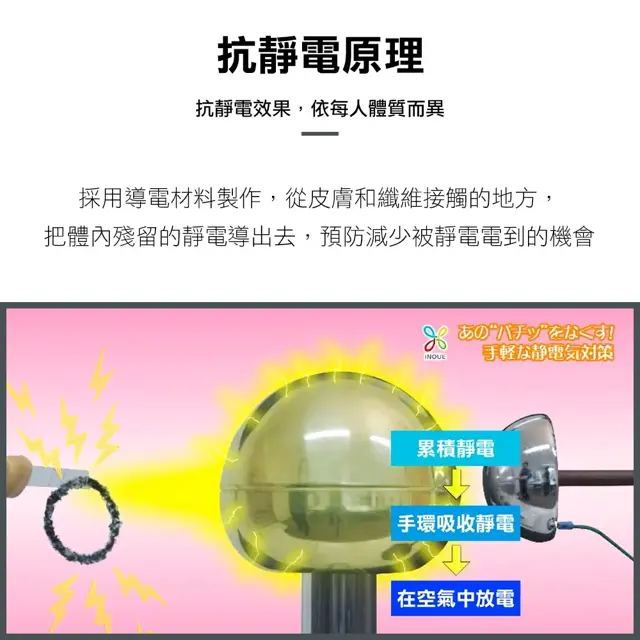 抗靜電原理
抗靜電效果，依每人體質而異
採用導電材料製作，從皮膚和纖維接觸的地方，
把體內殘留的靜電導出去，預防減少被靜電電到的機會
INOUE
あの"バチッ"をなくす!
手軽な静電気対策
累積靜電
手環吸收靜電
在空氣中放電